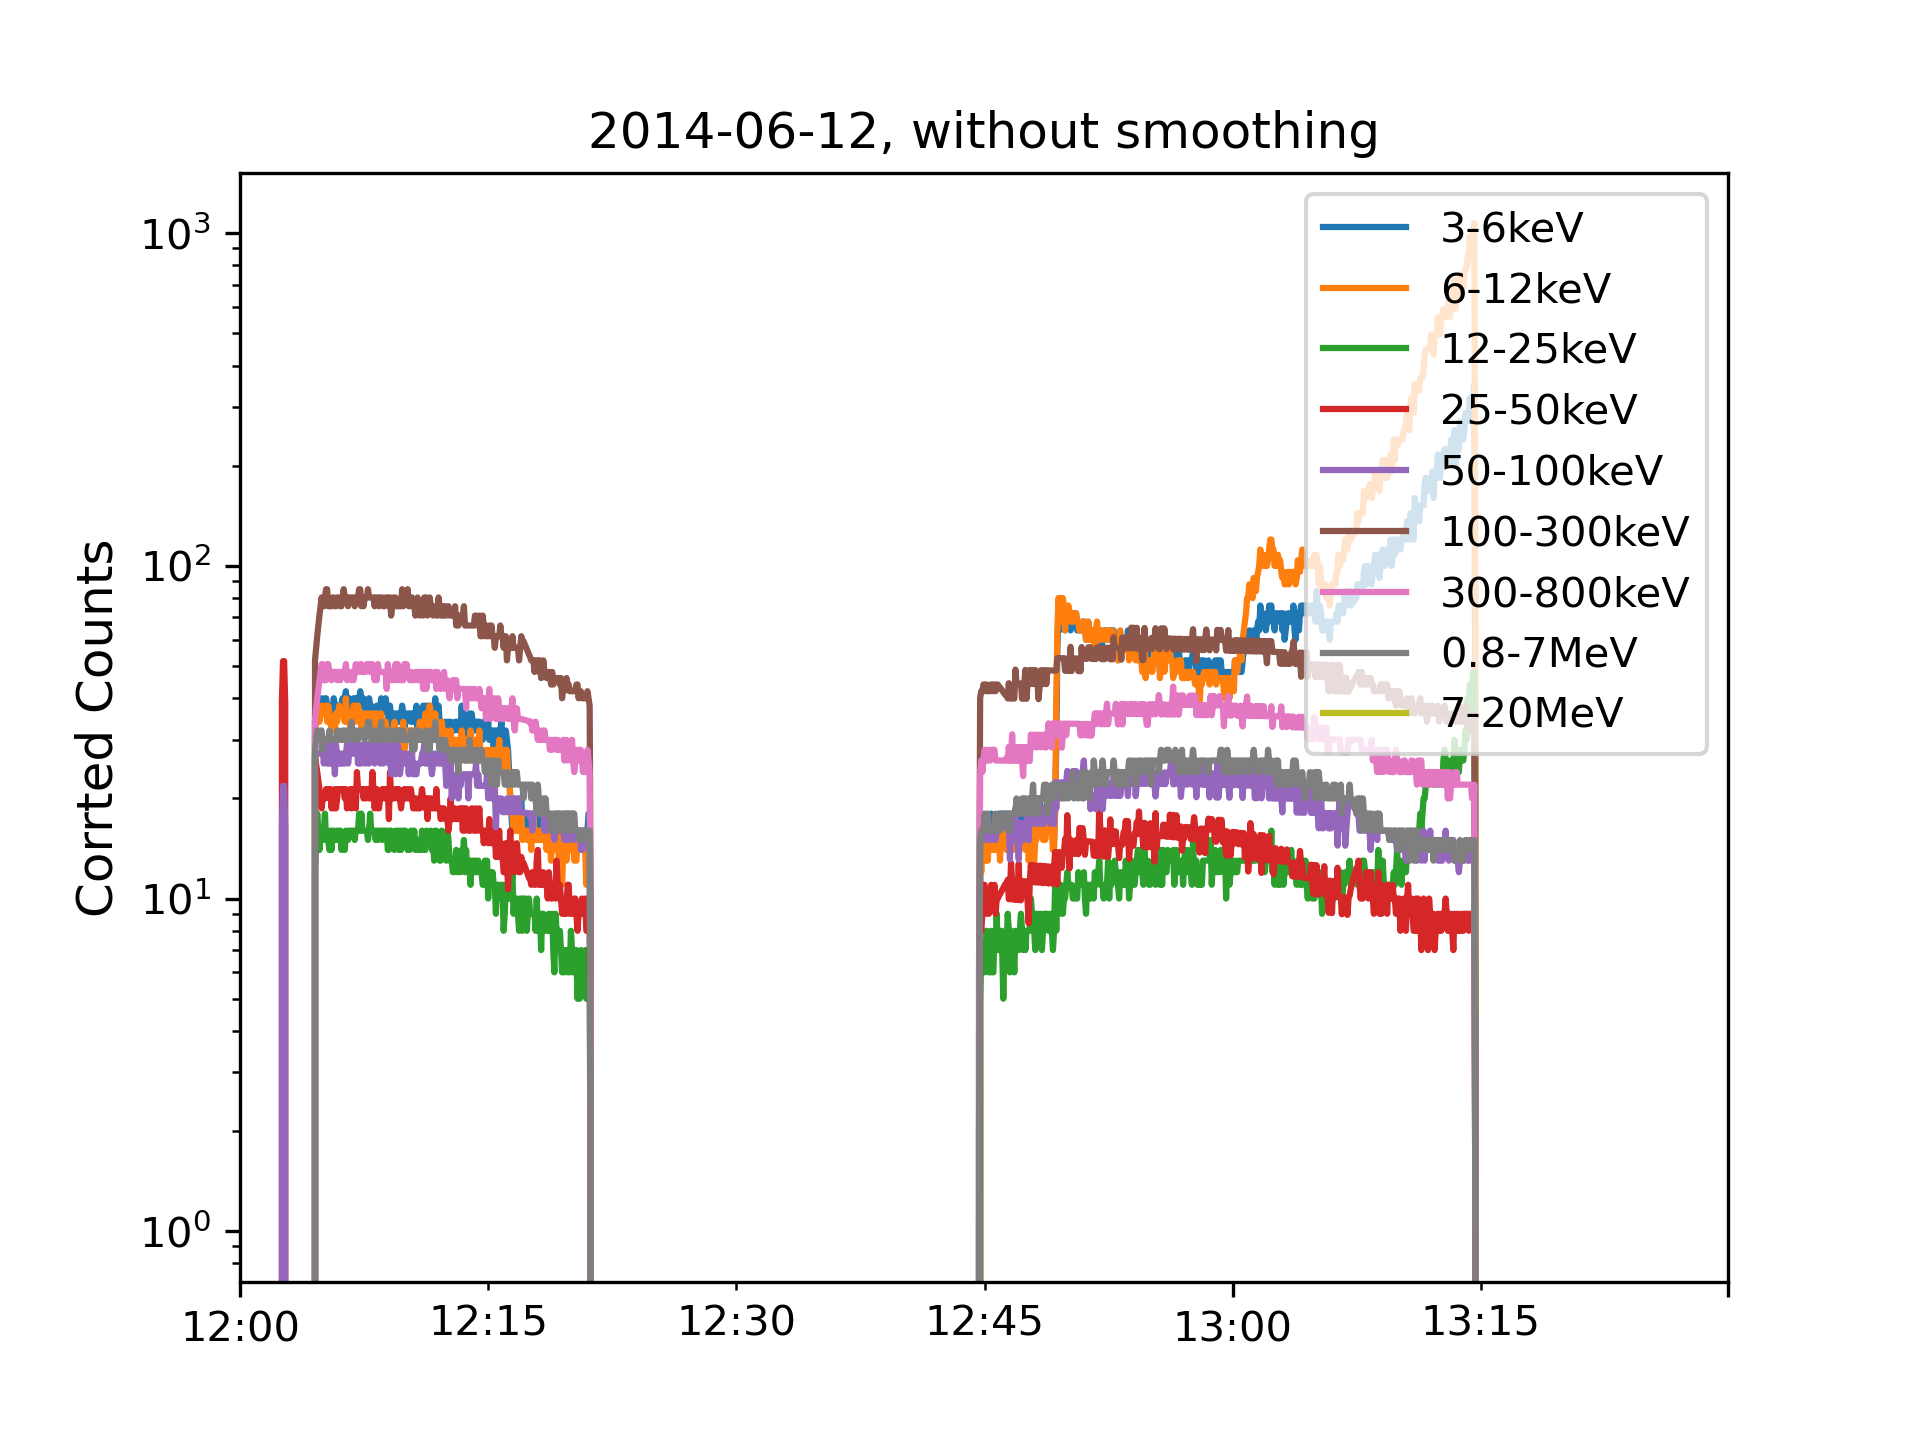 2014-06-12, without smoothing
Corrted Counts
10³
10²
10¹
10⁰
12:00
12:15
12:30
12:45
13:00
13:15
3-6keV
6-12keV
12-25keV
25-50keV
50-100keV
100-300keV
300-800keV
0.8-7MeV
7-20MeV